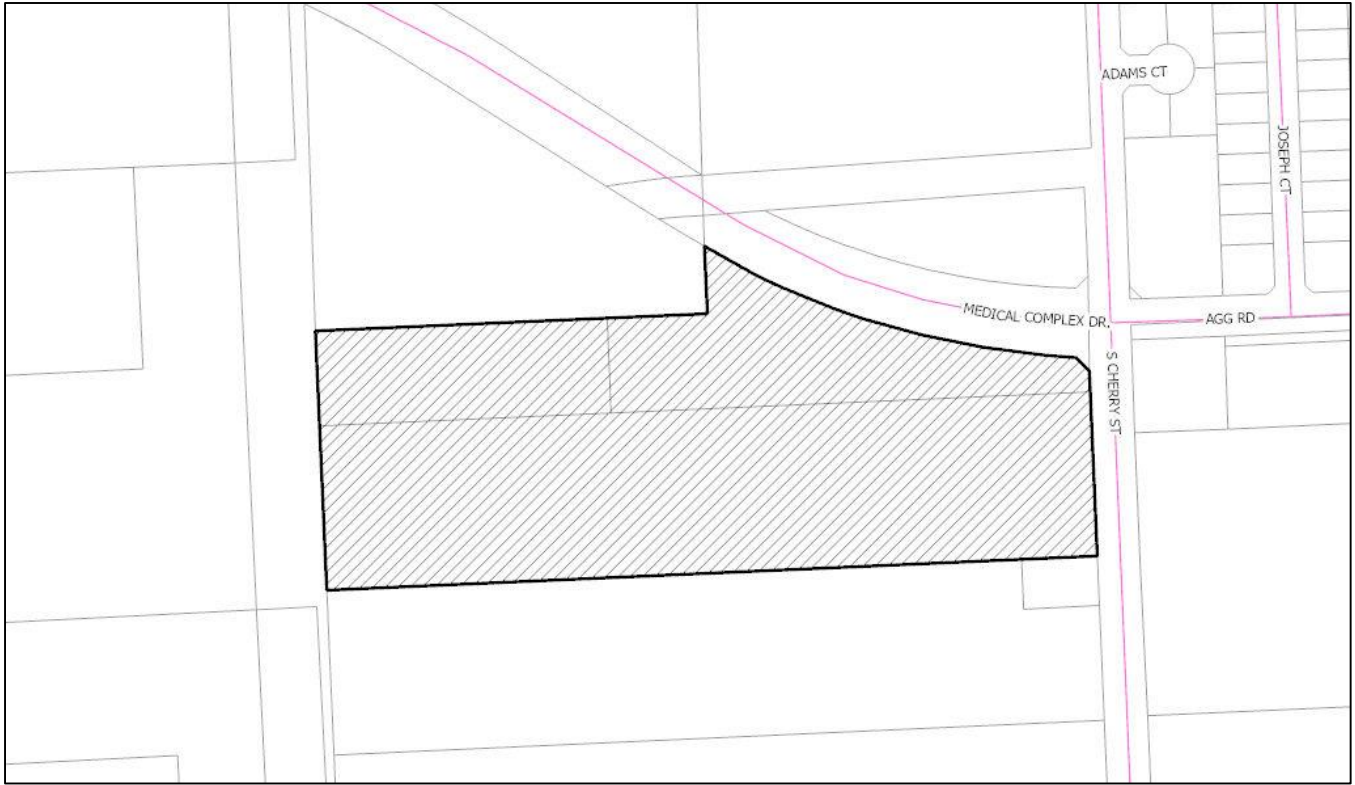 ADAMS CT
JOSEPH CT
MEDICAL COMPLEX DR.
AGG RD
S CHERRY ST